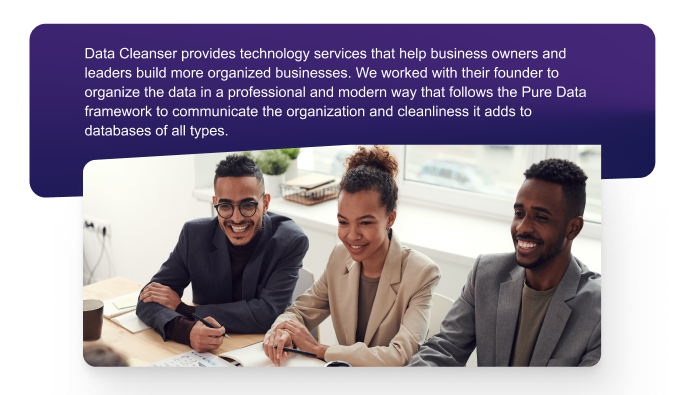 Data Cleanser provides technology services that help business owners and
leaders build more organized businesses. We worked with their founder to
organize the data in a professional and modern way that follows the Pure Data
framework to communicate the organization and cleanliness it adds to
databases of all types.